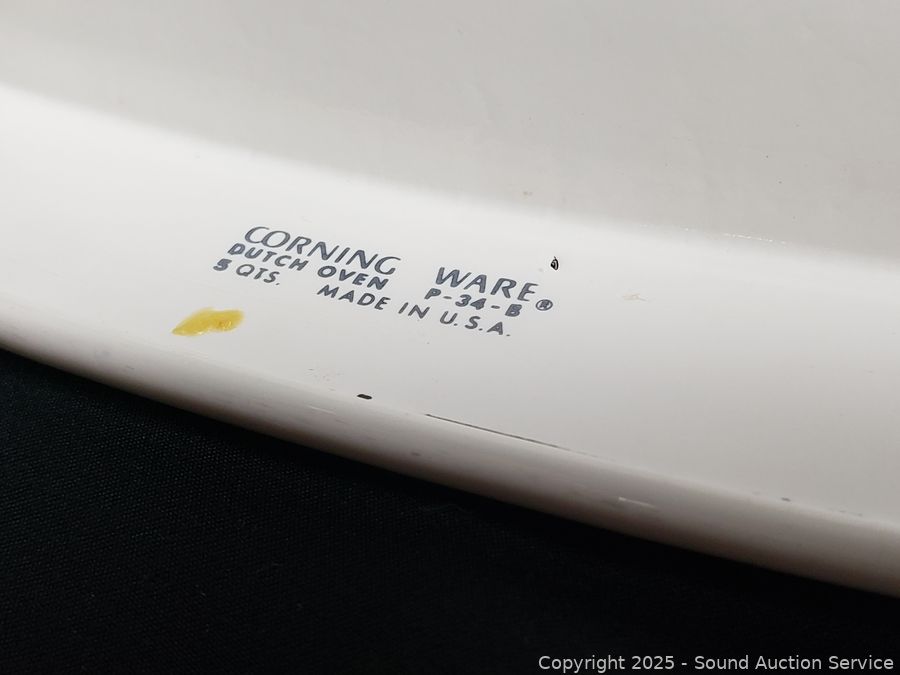 CORNING WARE®
DUTCH OVEN P-34-B
5 QTS. MADE IN U.S.A.
Copyright 2025 - Sound Auction Service